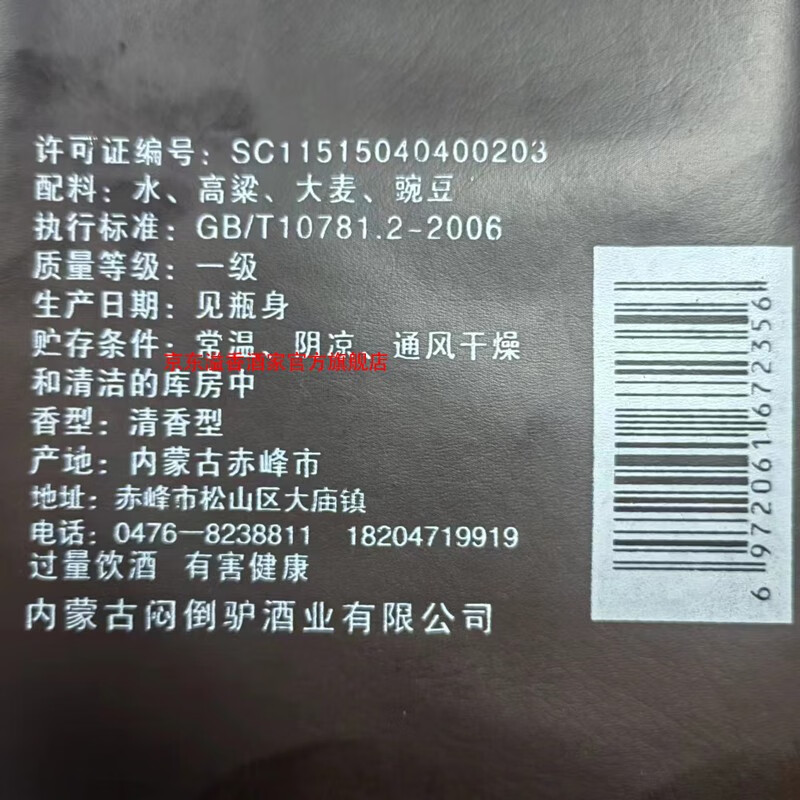 许可证编号：SC11515040400203
配料：水、高粱、大麦、豌豆
执行标准：GB/T10781.2-2006
质量等级：一级
生产日期：见瓶身
贮存条件：常温、阴凉、通风干燥
京东溢香酒家官方旗舰店
和清洁的库房中
香型：清香型
产地：内蒙古赤峰市
地址：赤峰市松山区大庙镇
电话：0476-8238811 18204719919
过量饮酒 有害健康
内蒙古闷倒驴酒业有限公司
6972061672356